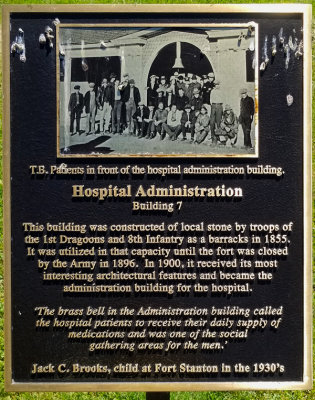 T.B. Patients in front of the hospital administration building.
Hospital Administration
Building 7
This building was constructed of local stone by troops of
the 1st Dragoons and 8th Infantry as a barracks in 1855.
It was utilized in that capacity until the fort was closed
by the Army in 1896. In 1900, it received its most
interesting architectural features and became the
administration building for the hospital.
'The brass bell in the Administration building called
the hospital patients to receive their daily supply of
medications and was one of the social
gathering areas for the men.'
Jack C. Brooks, child at Fort Stanton in the 1930's